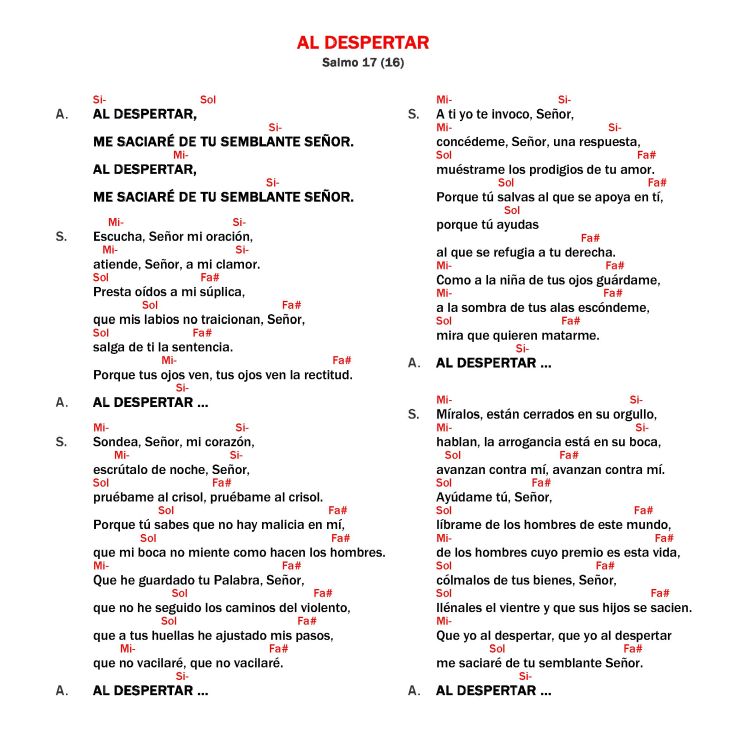 AL DESPERTAR
Salmo 17 (16)
Si- Sol
A. AL DESPERTAR,
Si-
ME SACIARÉ DE TU SEMBLANTE SEÑOR.
Mi-
AL DESPERTAR,
Si-
ME SACIARÉ DE TU SEMBLANTE SEÑOR.
Mi- Si-
S. Escucha, Señor mi oración,
Mi- Si-
atiende, Señor, a mi clamor.
Sol Fa#
Presta oídos a mi súplica,
Sol Fa#
que mis labios no traicionan, Señor,
Sol Fa#
salga de ti la sentencia.
Mi- Fa#
Porque tus ojos ven, tus ojos ven la rectitud.
Si-
A. AL DESPERTAR ...
Mi- Si-
S. Sondea, Señor, mi corazón,
Mi- Si-
escrútalo de noche, Señor,
Sol Fa#
pruébame al crisol, pruébame al crisol.
Sol Fa#
Porque tú sabes que no hay malicia en mí,
Sol Fa#
que mi boca no miente como hacen los hombres.
Mi- Fa#
Que he guardado tu Palabra, Señor,
Sol Fa#
que no he seguido los caminos del violento,
Sol Fa#
que a tus huellas he ajustado mis pasos,
Mi- Fa#
que no vacilaré, que no vacilaré.
Si-
A. AL DESPERTAR ...
Mi- Si-
S. A ti yo te invoco, Señor,
Mi- Si-
concédeme, Señor, una respuesta,
Sol Fa#
muéstrame los prodigios de tu amor.
Sol Fa#
Porque tú salvas al que se apoya en tí,
Sol
porque tú ayudas
Fa#
al que se refugia a tu derecha.
Mi- Fa#
Como a la niña de tus ojos guárdame,
Mi- Fa#
a la sombra de tus alas escóndeme,
Sol Fa#
mira que quieren matarme.
Si-
A. AL DESPERTAR ...
Mi- Si-
S. Míralos, están cerrados en su orgullo,
Mi- Si-
hablan, la arrogancia está en su boca,
Sol Fa#
avanzan contra mí, avanzan contra mí.
Sol Fa#
Ayúdame tú, Señor,
Sol Fa#
líbrame de los hombres de este mundo,
Mi- Fa#
de los hombres cuyo premio es esta vida,
Sol Fa#
cólmalos de tus bienes, Señor,
Sol Fa#
llénales el vientre y que sus hijos se sacien.
Mi-
Que yo al despertar, que yo al despertar
Sol Fa#
me saciaré de tu semblante Señor.
Si-
A. AL DESPERTAR ...